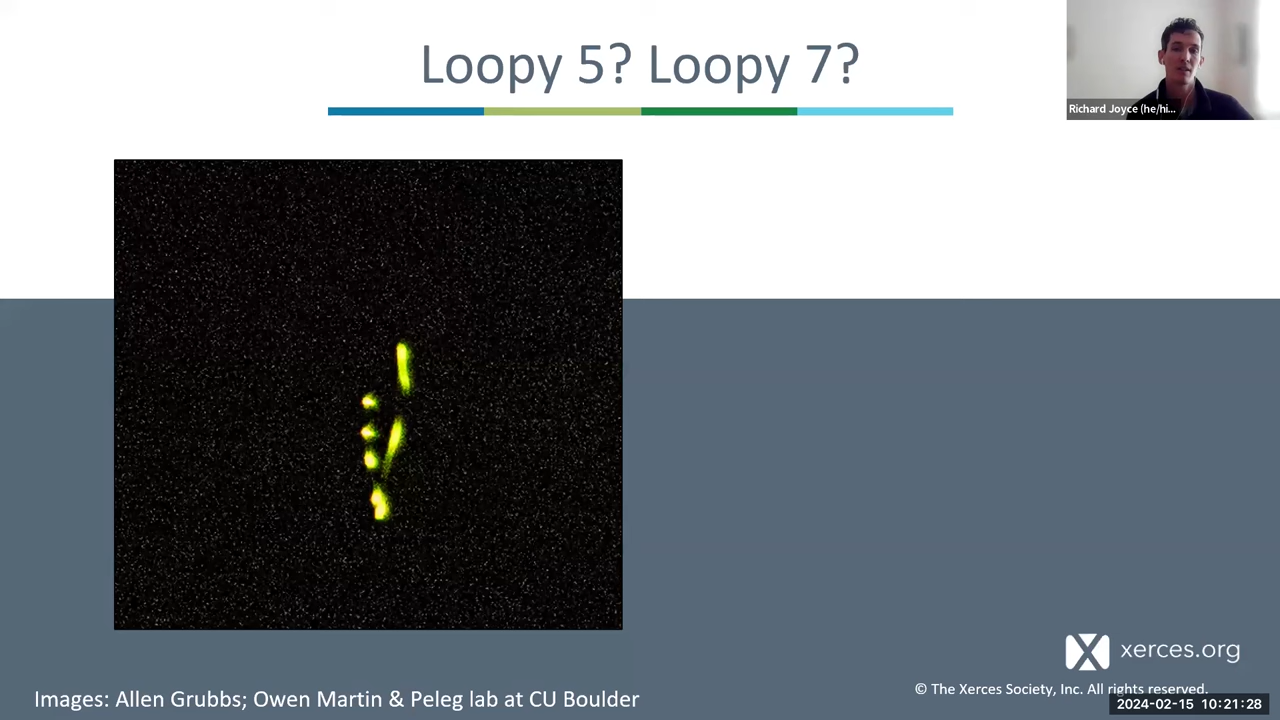 Loopy 5? Loopy 7?
Richard Joyce (he/hi...
xerces.org
Images: Allen Grubbs; Owen Martin & Peleg lab at CU Boulder
© The Xerces Society, Inc. All rights reserved.
2024-02-15 10:21:28